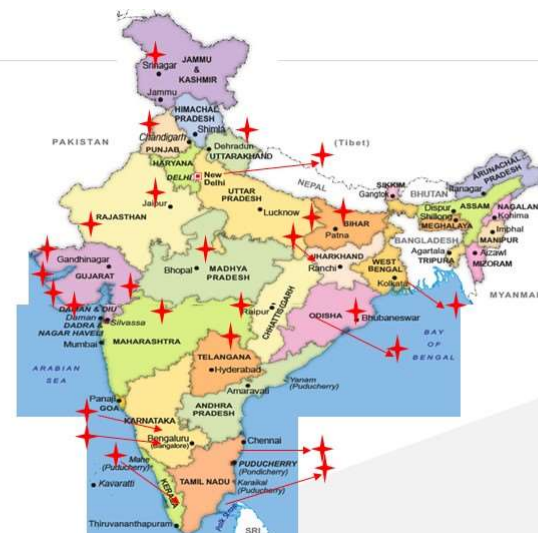 Srinagar
JAMMU
&
KASHMIR
Jammu
HIMACHAL
PRADESH
Shimla
Chandigarh
PUNJAB
Dehradun
UTTARAKHAND
PAKISTAN
(Tibet)
HARYANA
DELHI
New
Delhi
NEPAL
ARUNACHAL
PRADESH
SIKKIM
Gangtok
BHUTAN
Itanagar
Jaipur
RAJASTHAN
UTTAR
PRADESH
Lucknow
Dispur
ASSAM
NAGALAN
Kohima
Shillong
MEGHALAYA
Imphal
MANIPUR
BIHAR
Patna
BANGLADESH
Agartala
TRIPURA
Aizawl
MIZORAM
Gandhinagar
GUJARAT
Bhopal
MADHYA
PRADESH
JHARKHAND
Ranchi
WEST
BENGAL
Kolkata
MYANMA
DAMAN & DIU
Daman
DADRA &
NAGAR HAVELI
Silvassa
Mumbai
MAHARASHTRA
Raipur
CHHATTISGARH
ODISHA
Bhubaneswar
BAY
OF
BENGAL
ARABIAN
SEA
TELANGANA
Hyderabad
Amaravati
Yanam
(Puducherry)
Panaji
GOA
KARNATAKA
ANDHRA
PRADESH
Bengaluru
(Bangalore)
Chennai
Mahe
(Puducherry)
PUDUCHERRY
(Pondicherry)
Kavaratti
KERALA
TAMIL NADU
Karaikal
(Puducherry)
Thiruvananthapuram
Palk Strait
SRI